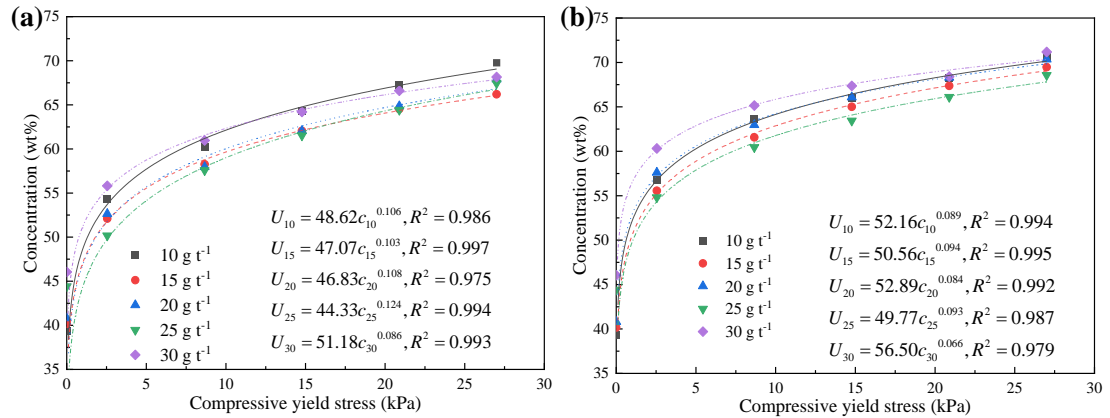 (a)
75
70
65
60
55
50
45
40
35
Concentration (wt%)
10 g t⁻¹
15 g t⁻¹
20 g t⁻¹
25 g t⁻¹
30 g t⁻¹
U₁₀ = 48.62c₁₀^0.106, R² = 0.986
U₁₅ = 47.07c₁₅^0.103, R² = 0.997
U₂₀ = 46.83c₂₀^0.108, R² = 0.975
U₂₅ = 44.33c₂₅^0.124, R² = 0.994
U₃₀ = 51.18c₃₀^0.086, R² = 0.993
0 5 10 15 20 25 30
Compressive yield stress (kPa)
(b)
75
70
65
60
55
50
45
40
35
Concentration (wt%)
10 g t⁻¹
15 g t⁻¹
20 g t⁻¹
25 g t⁻¹
30 g t⁻¹
U₁₀ = 52.16c₁₀^0.089, R² = 0.994
U₁₅ = 50.56c₁₅^0.094, R² = 0.995
U₂₀ = 52.89c₂₀^0.084, R² = 0.992
U₂₅ = 49.77c₂₅^0.093, R² = 0.987
U₃₀ = 56.50c₃₀^0.066, R² = 0.979
0 5 10 15 20 25 30
Compressive yield stress (kPa)